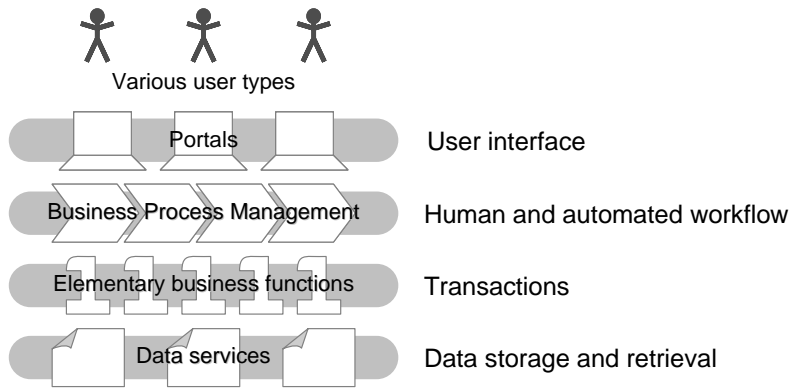 Various user types
Portals
User interface
Business Process Management
Human and automated workflow
Elementary business functions
Transactions
Data services
Data storage and retrieval